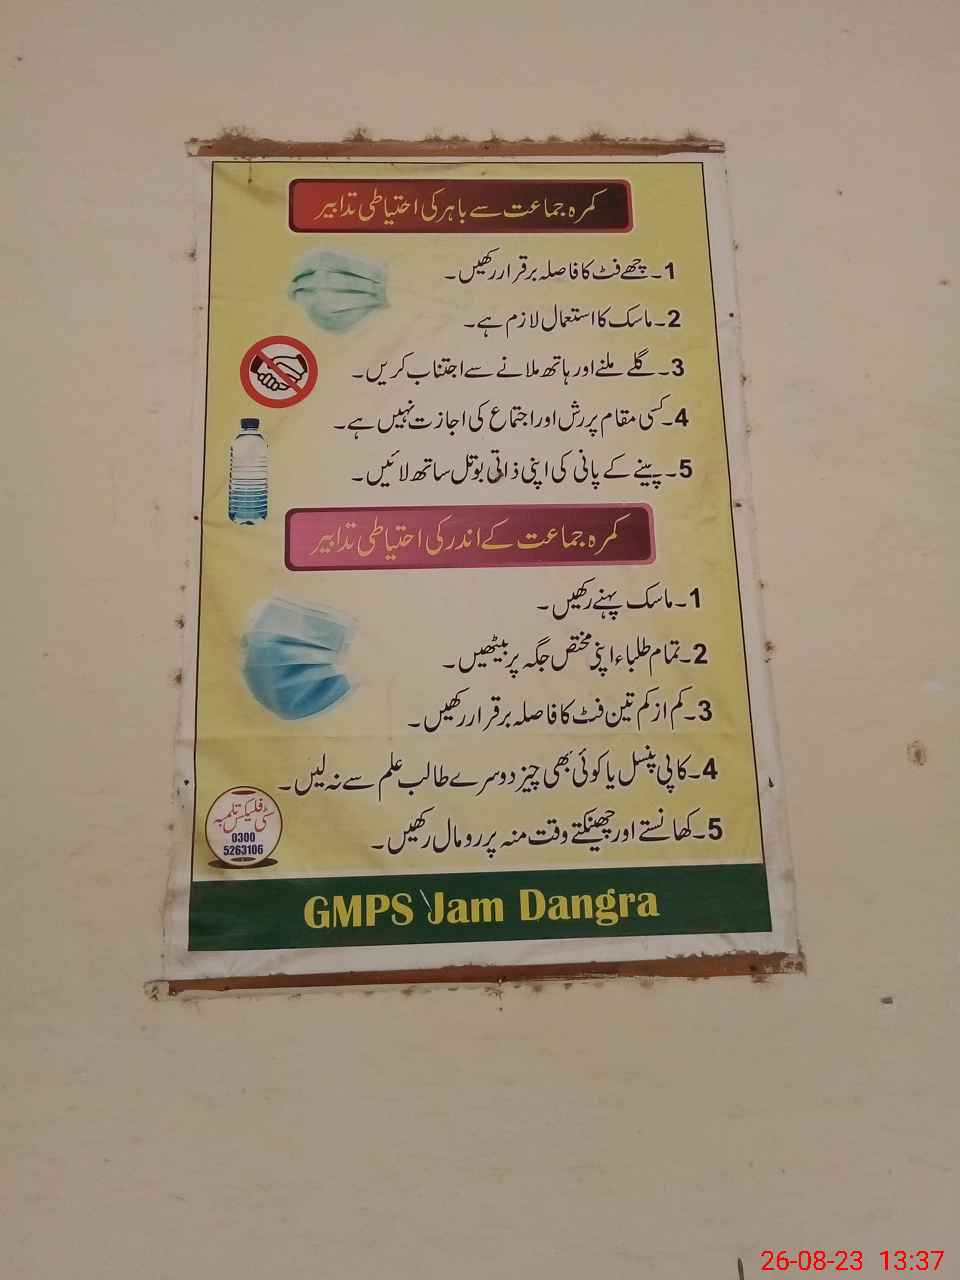 کمرہ جماعت سے باہر کی احتیاطی تدابیر
1۔ چھے فٹ کا فاصلہ برقرار رکھیں۔
2۔ ماسک کا استعمال لازم ہے۔
3۔ گلے ملنے اور ہاتھ ملانے سے اجتناب کریں۔
4۔ کسی مقام پر رش اور اجتماع کی اجازت نہیں ہے۔
5۔ پینے کے پانی کی اپنی ذاتی بوتل ساتھ لائیں۔
کمرہ جماعت کے اندر کی احتیاطی تدابیر
1۔ ماسک پہنے رکھیں۔
2۔ تمام طلباء اپنی مختص جگہ پر بیٹھیں۔
3۔ کم از کم تین فٹ کا فاصلہ برقرار رکھیں۔
4۔ کاپی پنسل یا کوئی بھی چیز دوسرے طالب علم سے نہ لیں۔
5۔ کھانستے اور چھینکتے وقت منہ پر رومال رکھیں۔
سٹی فلیکس تلمبہ
0300
5263106
GMPS Jam Dangra
26-08-23 13:37